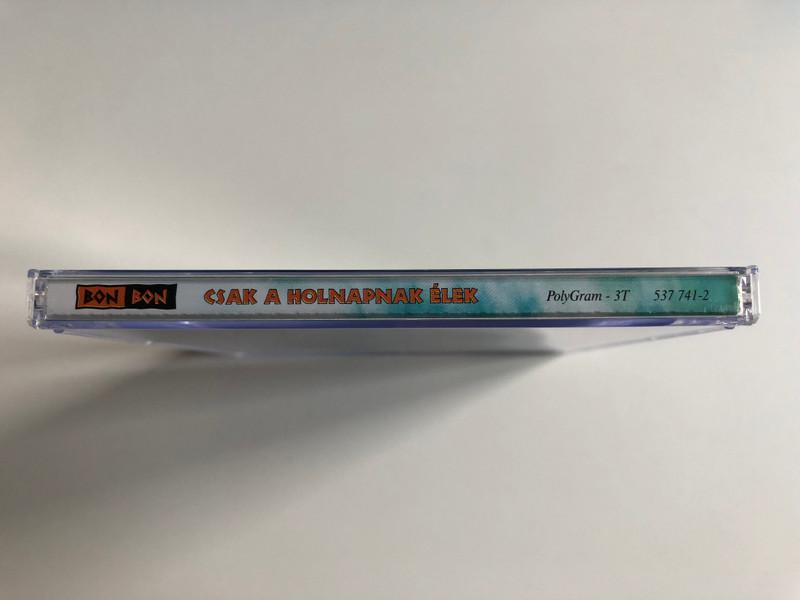 BON BON CSAK A HOLNAPNAK ÉLEK PolyGram - 3T 537 741-2